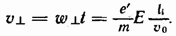 v⊥ = w⊥t = e′/m E l₁/v₀.